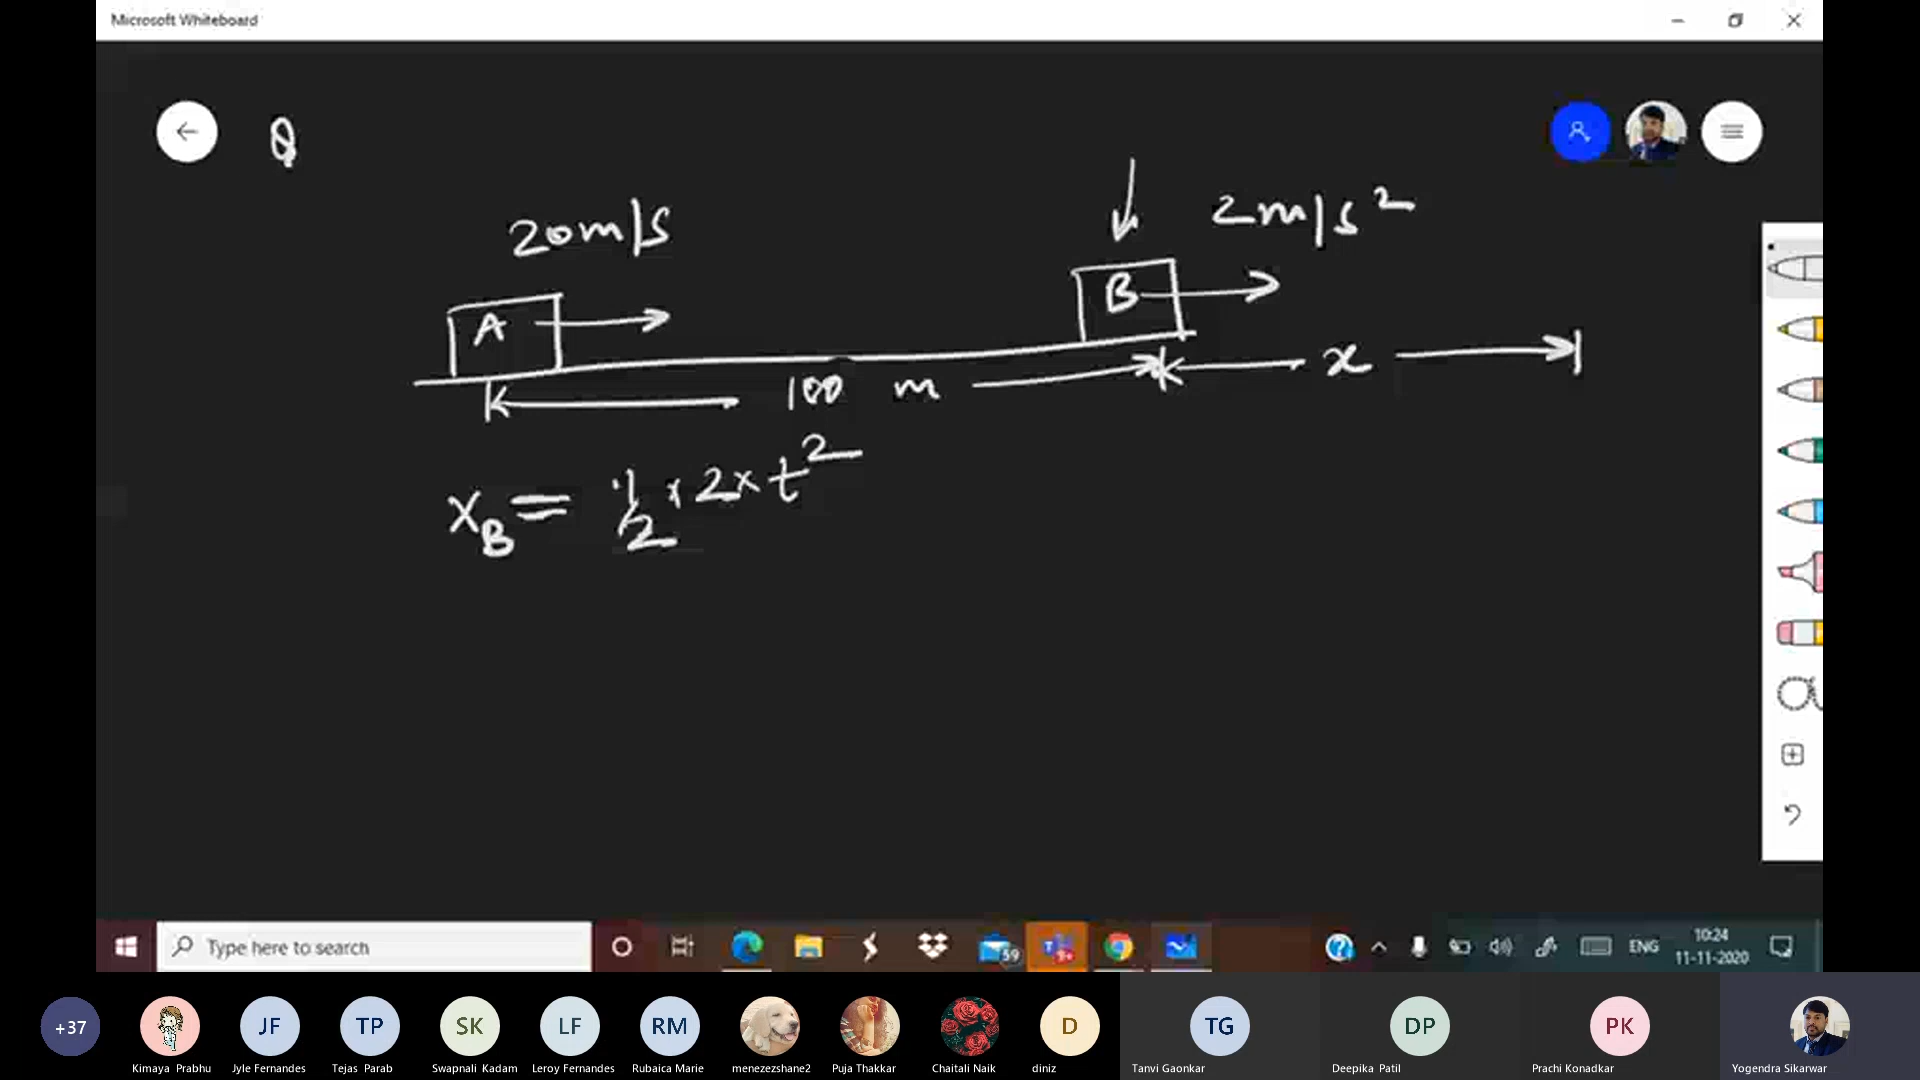 Microsoft Whiteboard
Q
20m/s
2m/s²
A
B
100 m
x
x_B = 1/2 × 2 × t²
Type here to search
59
9+
ENG
10:24
11-11-2020
+37
JF
TP
SK
LF
RM
D
TG
DP
PK
Kimaya Prabhu
Jyle Fernandes
Tejas Parab
Swapnali Kadam
Leroy Fernandes
Rubaica Marie
menezezshane2
Puja Thakkar
Chaitali Naik
diniz
Tanvi Gaonkar
Deepika Patil
Prachi Konadkar
Yogendra Sikarwar